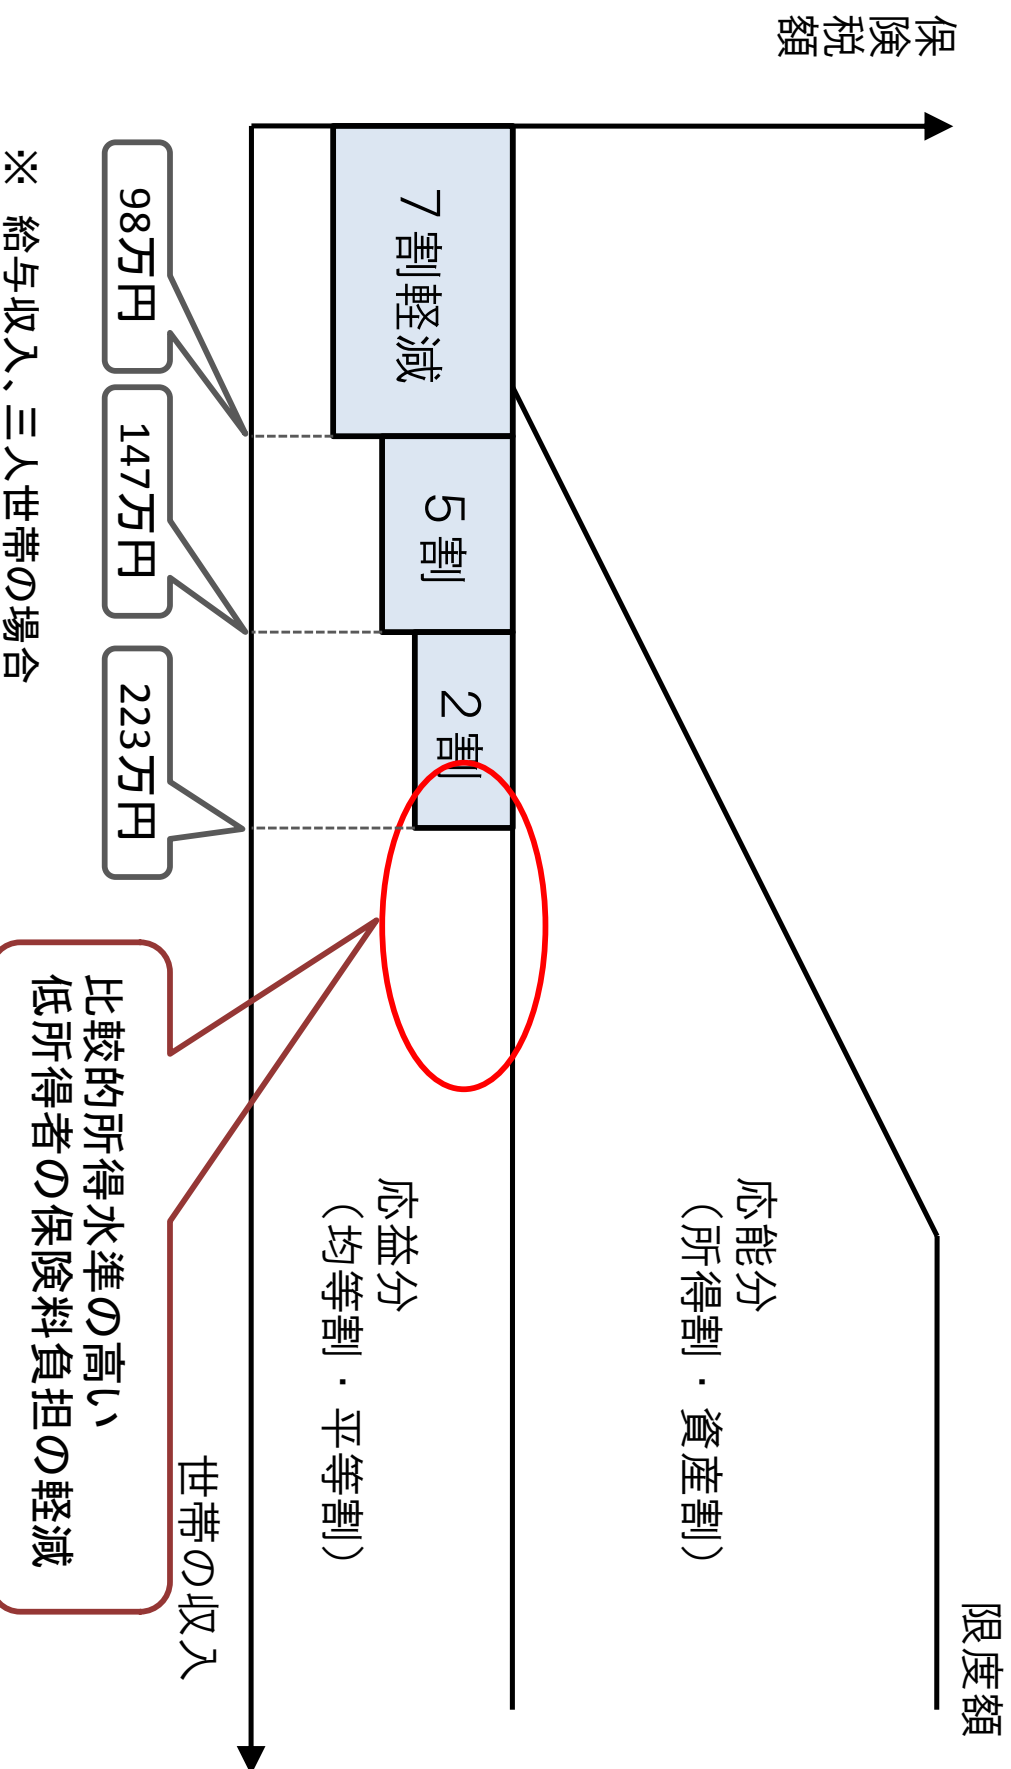 保険税額
限度額
応能分
（所得割・資産割）
７割軽減
５割
２割
応益分
（均等割・平等割）
世帯の収入
98万円
147万円
223万円
比較的所得水準の高い
低所得者の保険料負担の軽減
※ 給与収入、三人世帯の場合